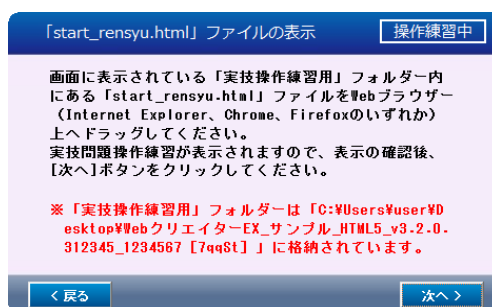 「start_rensyu.html」ファイルの表示
操作練習中
画面に表示されている「実技操作練習用」フォルダー内
にある「start_rensyu.html」ファイルをWebブラウザー
（Internet Explorer、Chrome、Firefoxのいずれか）
上へドラッグしてください。
実技問題操作練習が表示されますので、表示の確認後、
[次へ]ボタンをクリックしてください。
※「実技操作練習用」フォルダーは「C:¥Users¥user¥D
esktop¥WebクリエイターEX_サンプル_HTML5_v3.2.0.
312345_1234567 [7qqSt] 」に格納されています。
< 戻る
次へ >